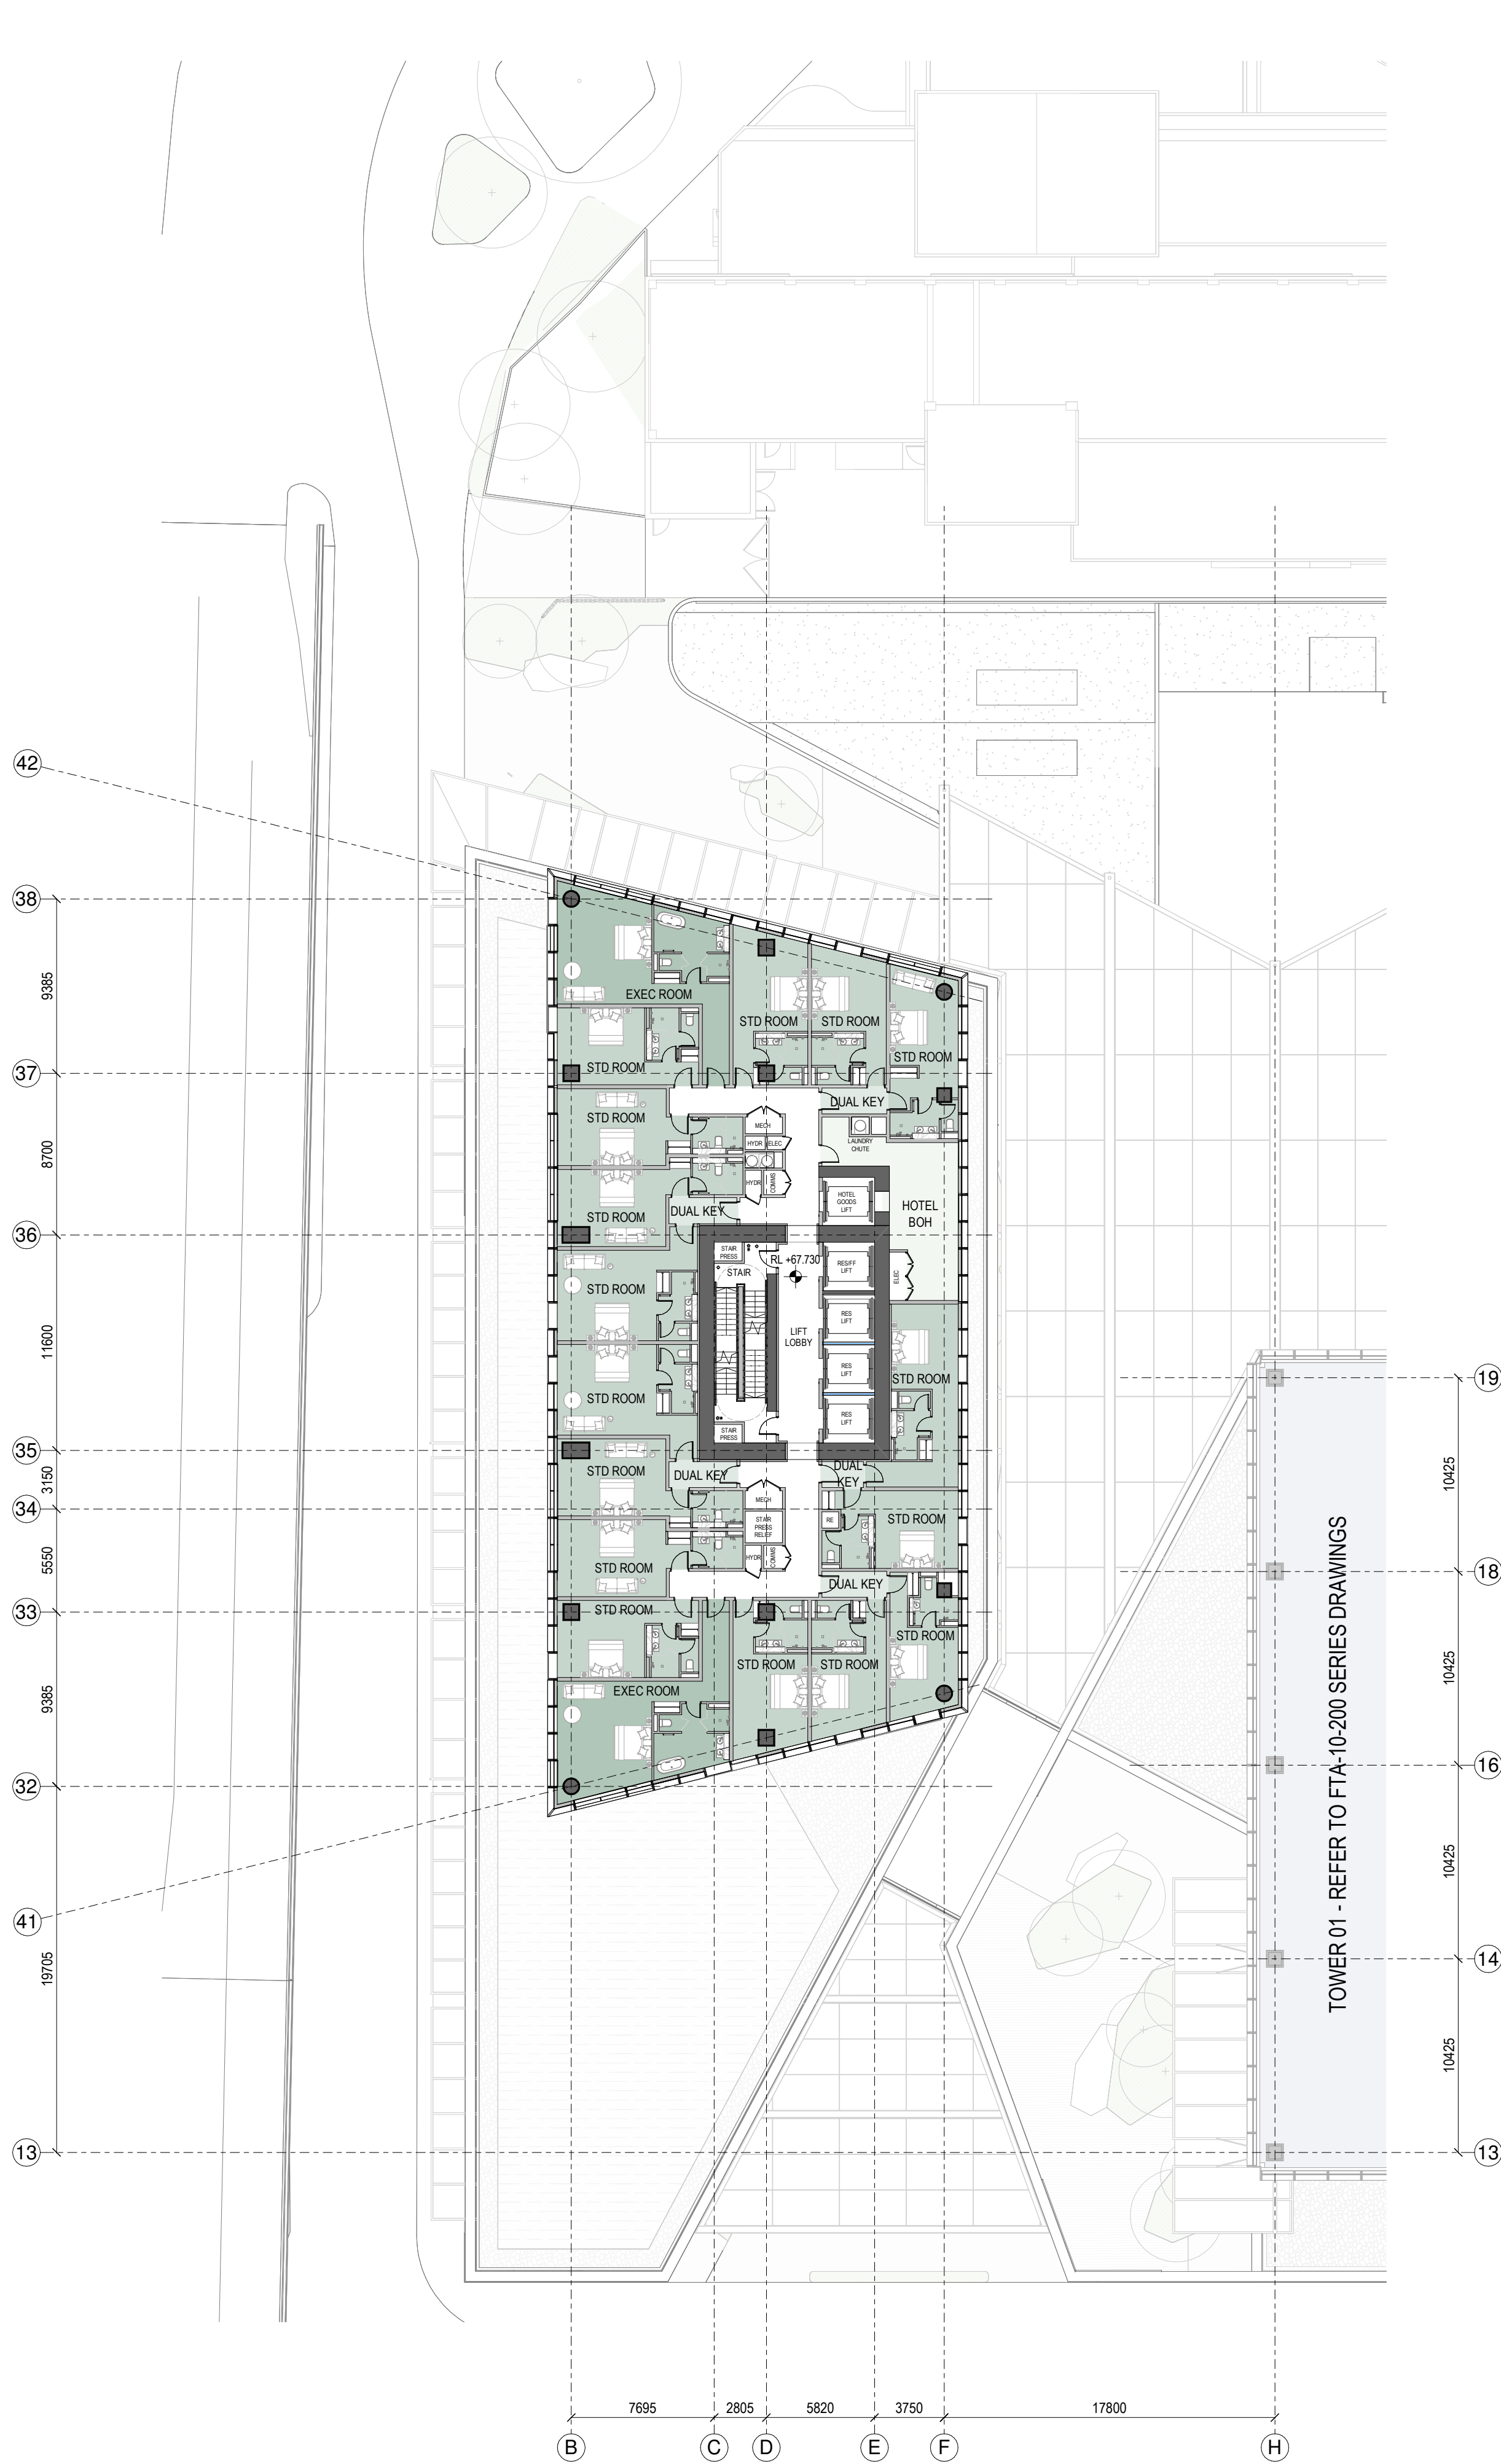 42
38
9385
EXEC ROOM
STD ROOM
STD ROOM
STD ROOM
STD ROOM
37
STD ROOM
DUAL KEY
MECH
LAUNDRY
CHUTE
HYDR
ELEC
8700
HYDR
COMMS
HOTEL
GOODS
LIFT
HOTEL
BOH
STD ROOM
DUAL KEY
36
STAIR
PRESS
RL +67.730
STAIR
RES/FF
LIFT
ELEC
STD ROOM
RES
LIFT
LIFT
LOBBY
11600
RES
LIFT
STD ROOM
19
STD ROOM
RES
LIFT
STAIR
PRESS
35
STD ROOM
DUAL KEY
DUAL
KEY
3150
10425
MECH
34
STAIR
PRESS
RELIEF
RE
STD ROOM
5550
HYDR
COMMS
STD ROOM
DUAL KEY
18
33
STD ROOM
STD ROOM
STD ROOM
STD ROOM
10425
EXEC ROOM
9385
TOWER 01 - REFER TO FTA-10-200 SERIES DRAWINGS
16
32
10425
41
14
19705
10425
13
13
7695
2805
5820
3750
17800
B
C
D
E
F
H